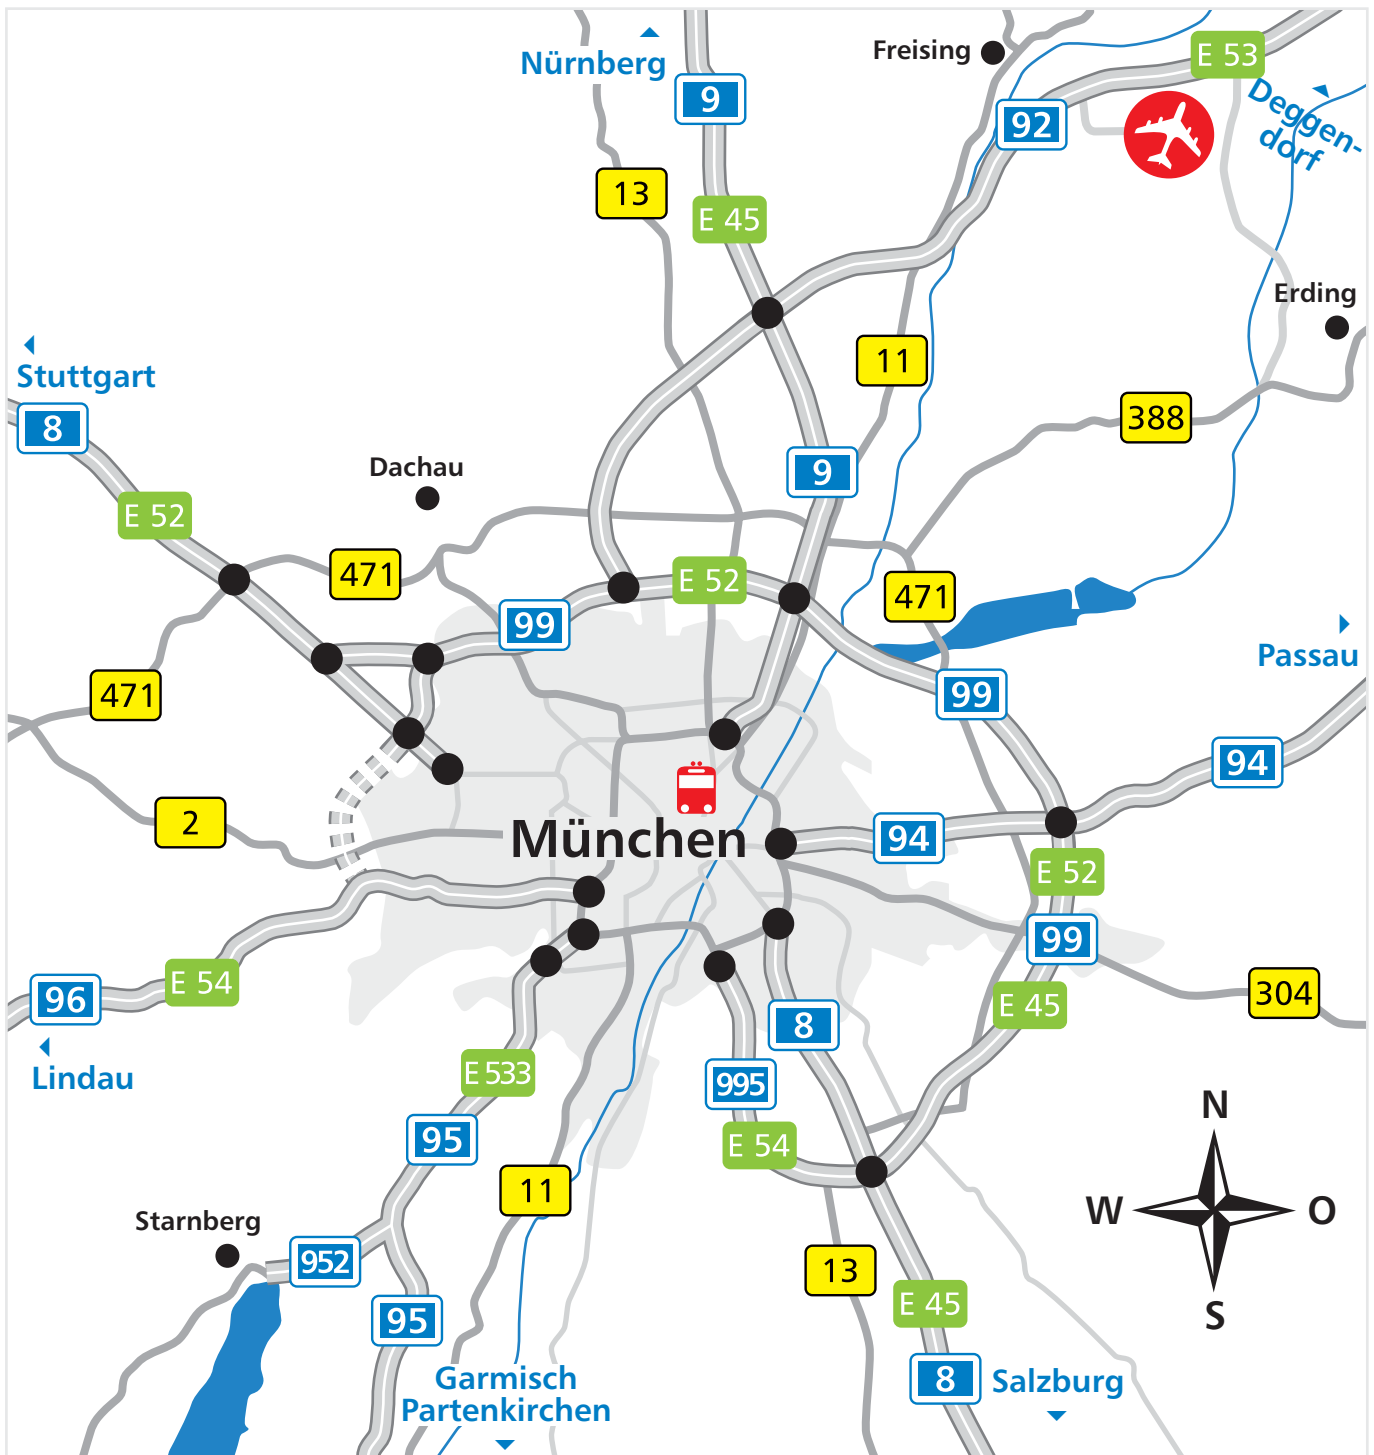 Freising
E 53
Nürnberg
9
Deggen-
dorf
92
13
E 45
Erding
11
Stuttgart
388
8
Dachau
9
E 52
471
E 52
471
99
Passau
471
99
94
2
München
94
E 52
99
E 54
96
304
E 45
8
Lindau
E 533
995
N
95
E 54
11
W
O
Starnberg
952
13
E 45
S
95
Garmisch
Partenkirchen
8
Salzburg